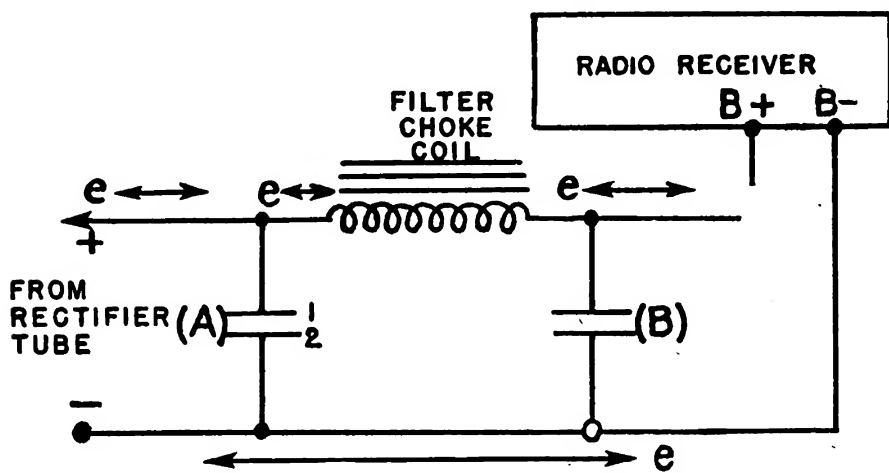 RADIO RECEIVER
B+ B-
FILTER
CHOKE
COIL
e e e
+
FROM
RECTIFIER
TUBE
(A)
1
2
(B)
-
e